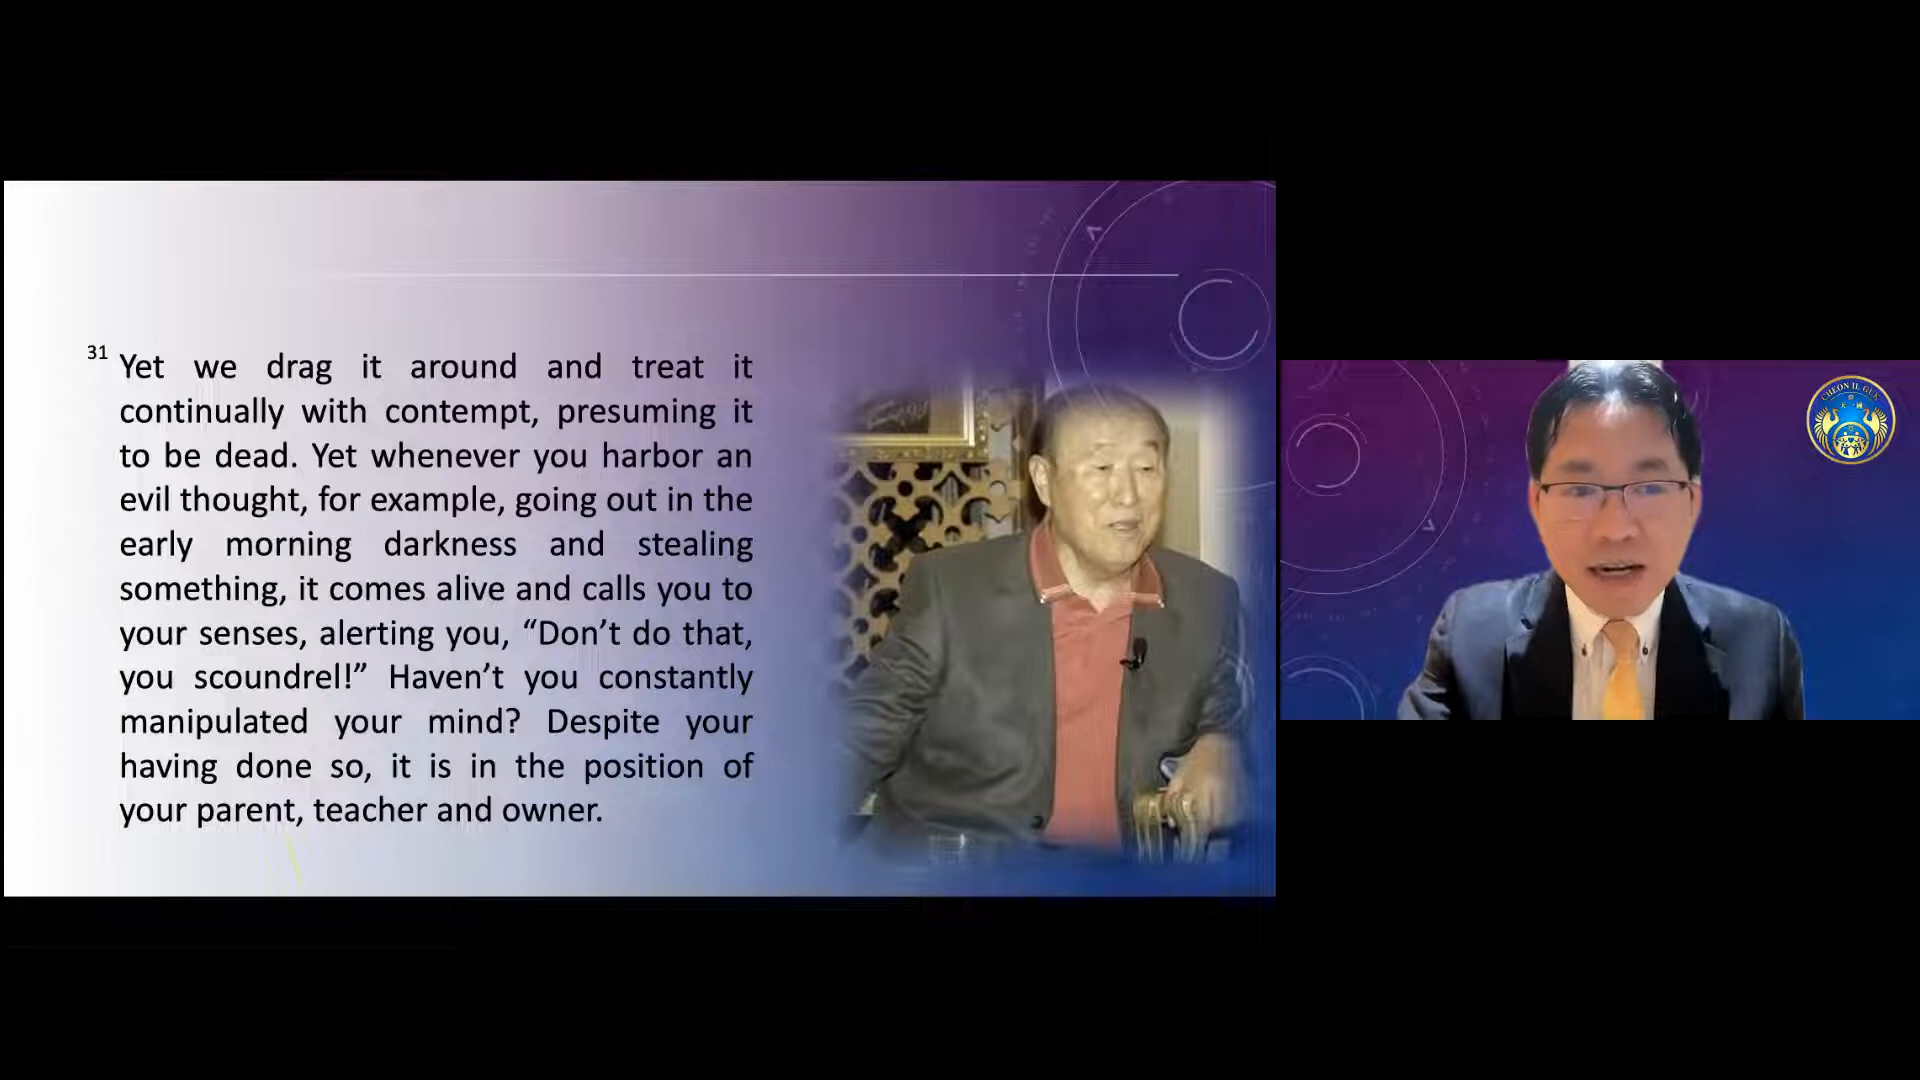 31
Yet we drag it around and treat it
continually with contempt, presuming it
to be dead. Yet whenever you harbor an
evil thought, for example, going out in the
early morning darkness and stealing
something, it comes alive and calls you to
your senses, alerting you, “Don’t do that,
you scoundrel!” Haven’t you constantly
manipulated your mind? Despite your
having done so, it is in the position of
your parent, teacher and owner.
CHEON IL GUK